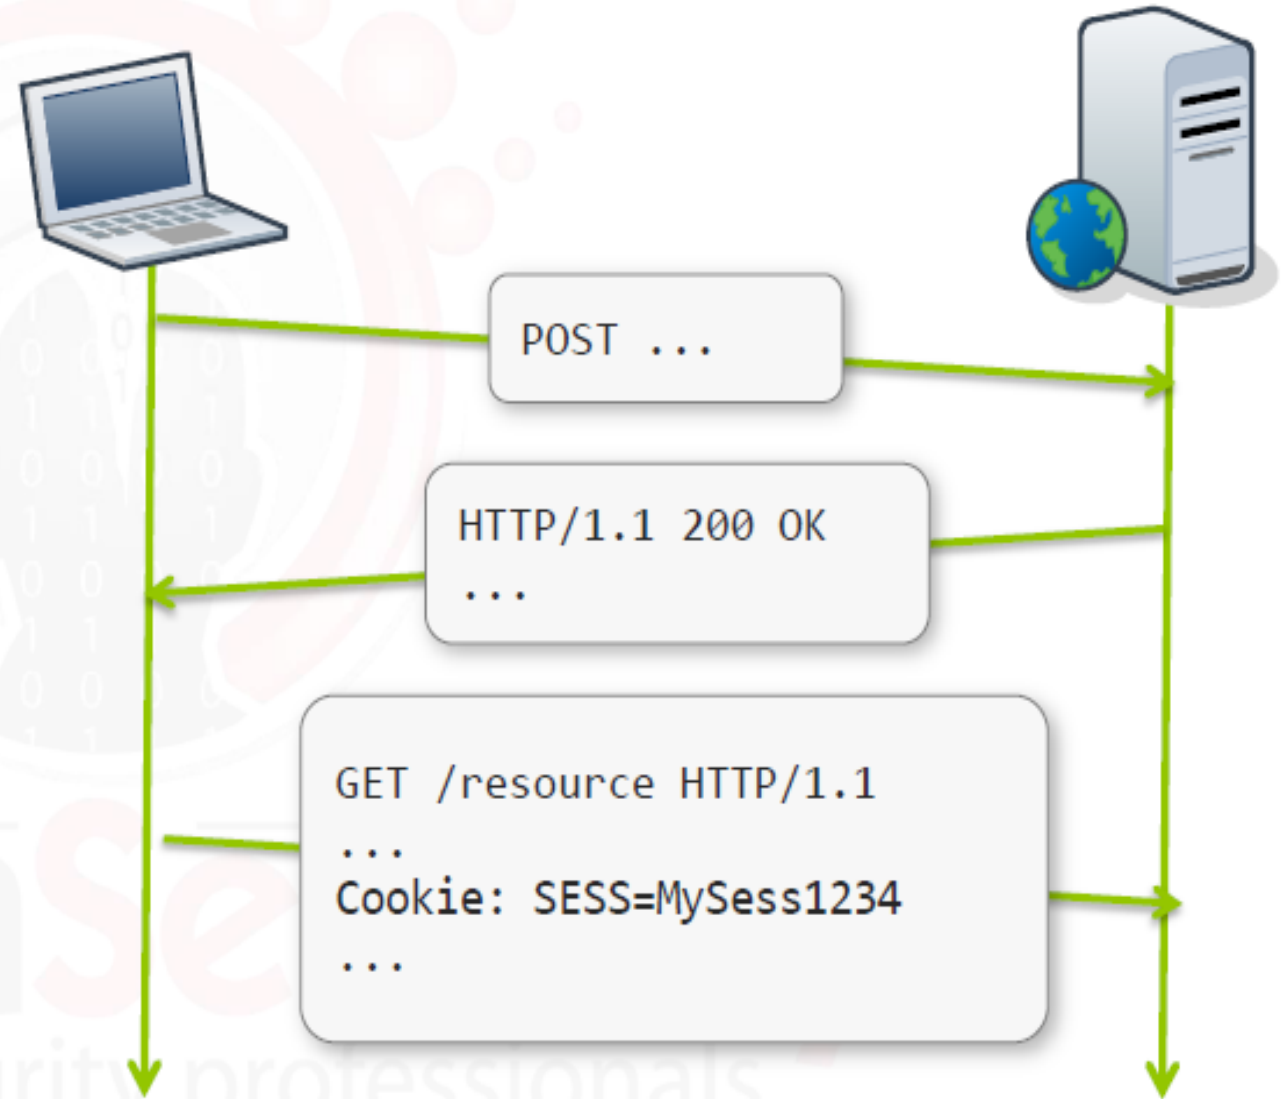 POST ...
HTTP/1.1 200 OK
...
GET /resource HTTP/1.1
...
Cookie: SESS=MySess1234
...